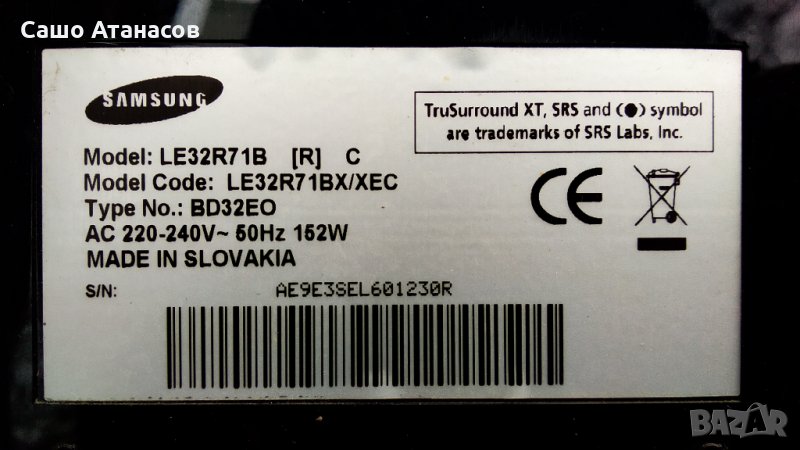 Сашо Атанасов
SAMSUNG
TruSurround XT, SRS and (●) symbol
are trademarks of SRS Labs, Inc.
Model: LE32R71B [R] C
Model Code: LE32R71BX/XEC
Type No.: BD32EO
AC 220-240V~ 50Hz 152W
MADE IN SLOVAKIA
CE
S/N: AE9E3SEL601230R
BAZAR